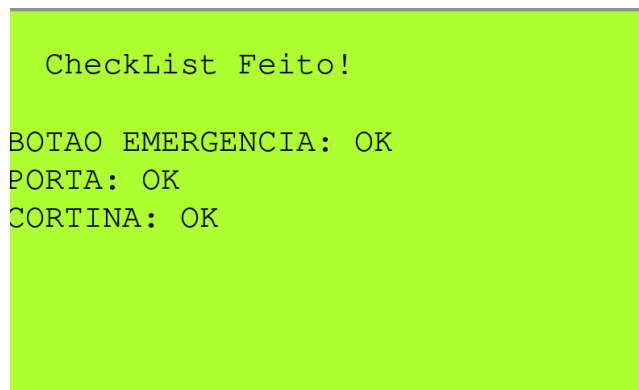 CheckList Feito!
BOTAO EMERGENCIA: OK
PORTA: OK
CORTINA: OK